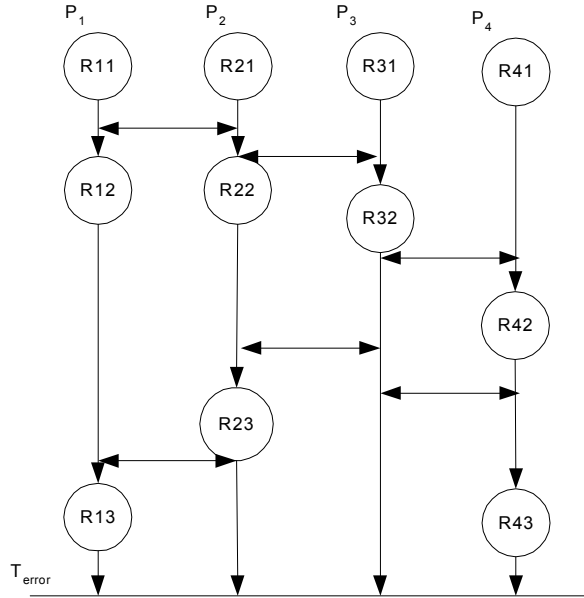 P1 P2 P3 P4
R11 R21 R31 R41
R12 R22 R32
R42
R23
R13 R43
Terror